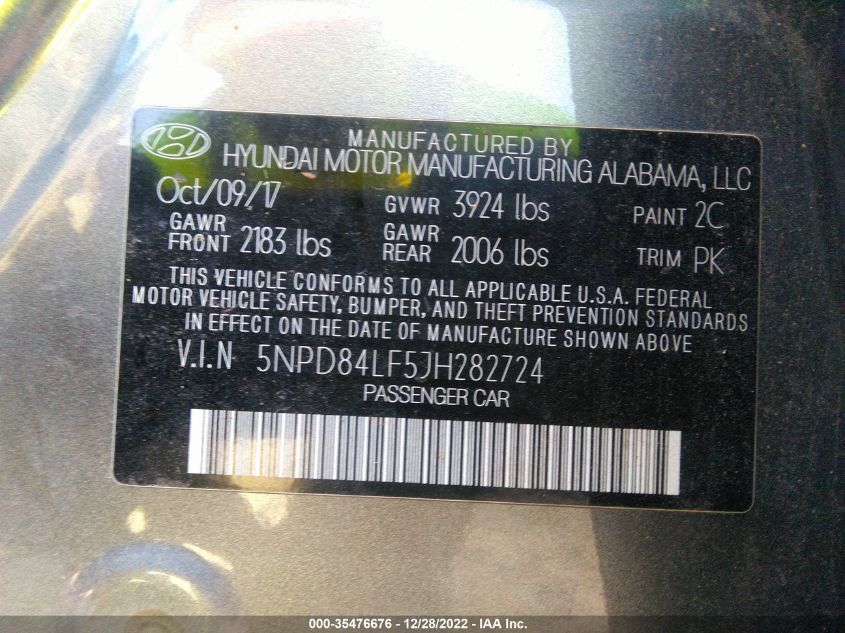 MANUFACTURED BY
HYUNDAI MOTOR MANUFACTURING ALABAMA, LLC
Oct/09/17 GVWR 3924 lbs PAINT 2C
GAWR FRONT 2183 lbs GAWR REAR 2006 lbs TRIM PK
THIS VEHICLE CONFORMS TO ALL APPLICABLE U.S.A. FEDERAL
MOTOR VEHICLE SAFETY, BUMPER, AND THEFT PREVENTION STANDARDS
IN EFFECT ON THE DATE OF MANUFACTURE SHOWN ABOVE
V.I.N 5NPD84LF5JH282724
PASSENGER CAR
000-35476676 - 12/28/2022 - IAA Inc.